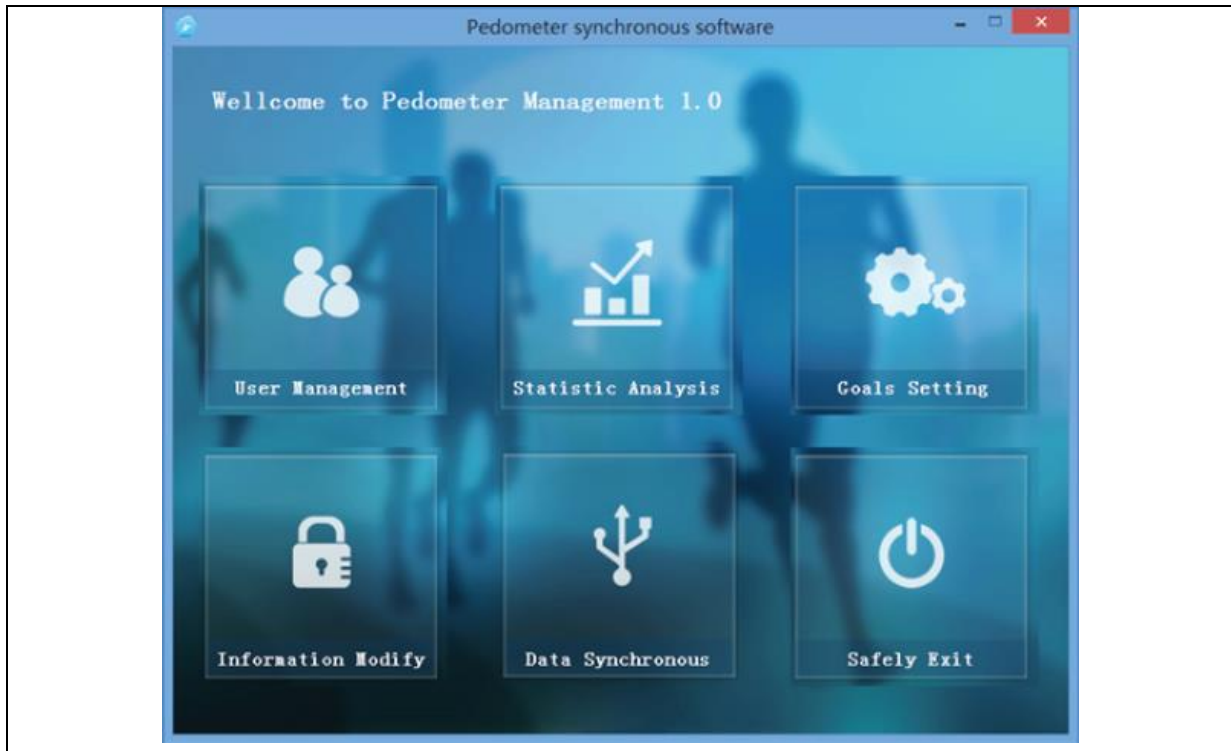 Pedometer synchronous software
Wellcome to Pedometer Management 1.0
User Management
Statistic Analysis
Goals Setting
Information Modify
Data Synchronous
Safely Exit